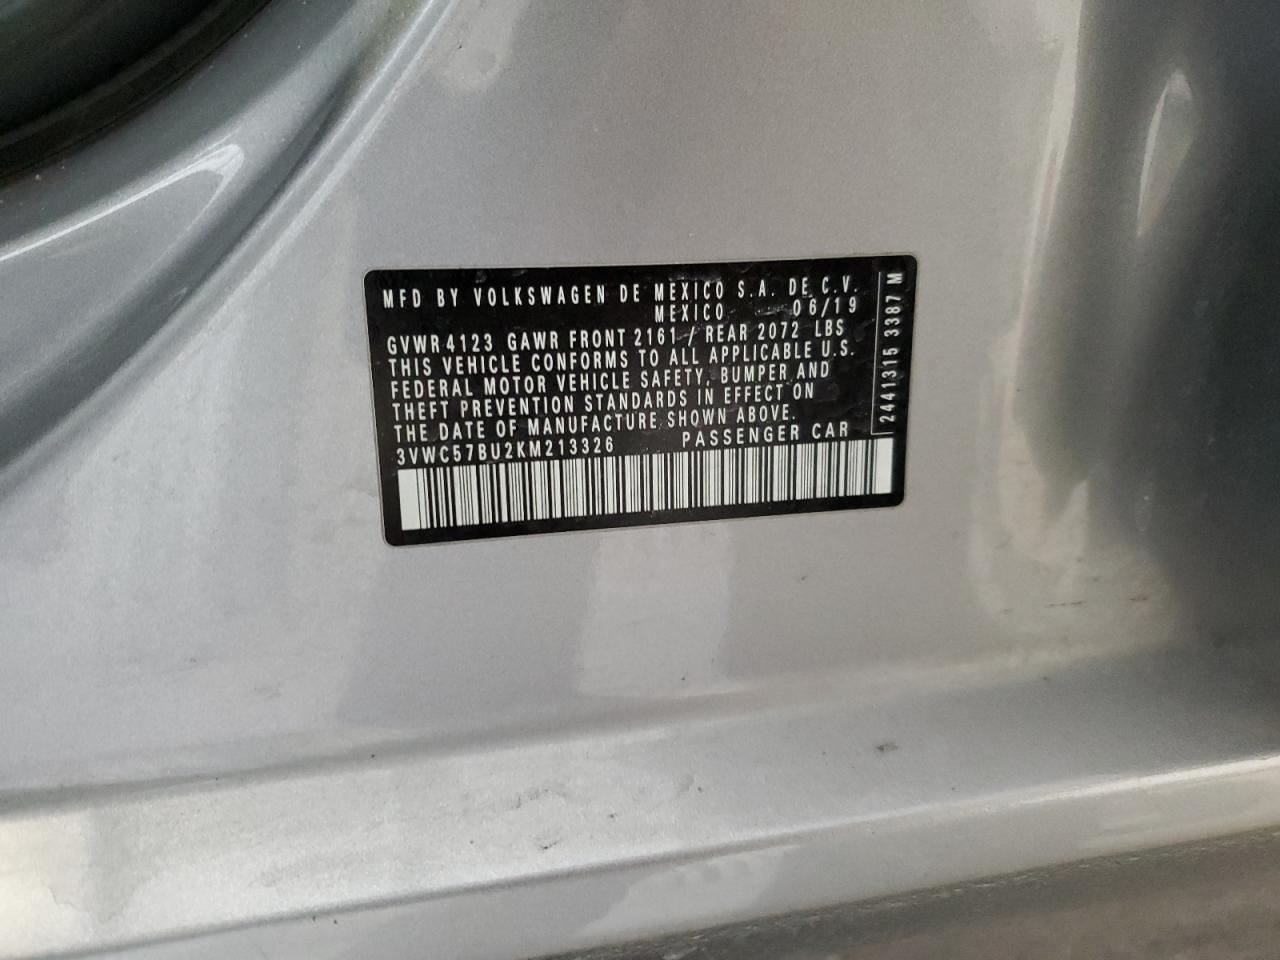 MFD BY VOLKSWAGEN DE MEXICO S.A. DE C.V.
MEXICO 06/19
GVWR 4123 GAWR FRONT 2161 / REAR 2072 LBS
THIS VEHICLE CONFORMS TO ALL APPLICABLE U.S.
FEDERAL MOTOR VEHICLE SAFETY, BUMPER AND
THEFT PREVENTION STANDARDS IN EFFECT ON
THE DATE OF MANUFACTURE SHOWN ABOVE.
3VWC57BU2KM213326 PASSENGER CAR
2441315 3387 M